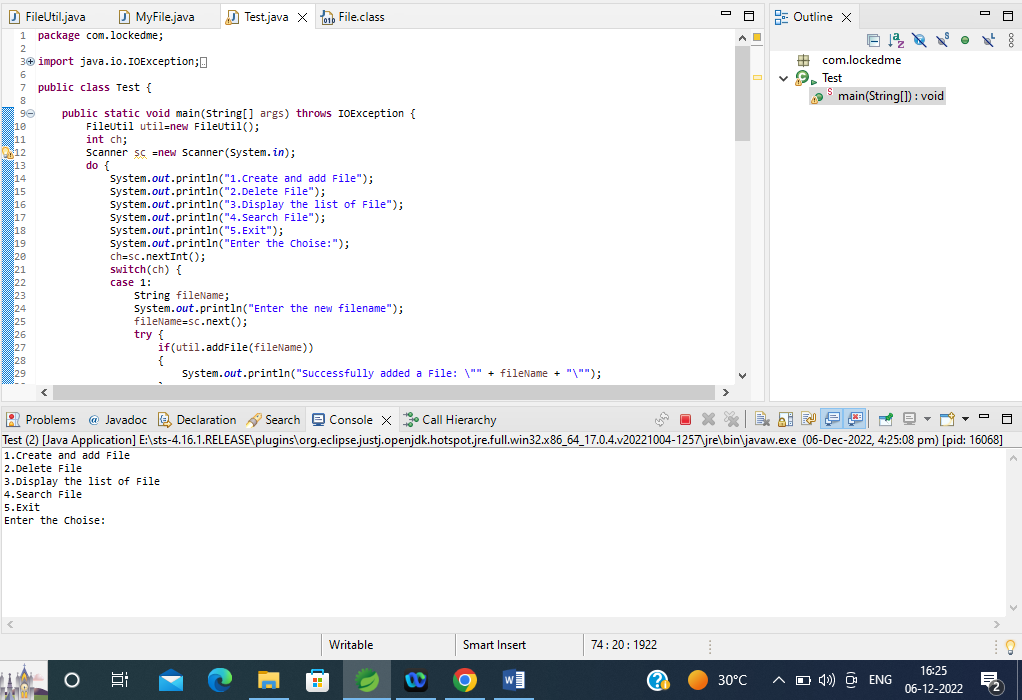 FileUtil.java MyFile.java Test.java File.class
1 package com.lockedme;
2
3 import java.io.IOException;
6
7 public class Test {
8
9 public static void main(String[] args) throws IOException {
10 FileUtil util=new FileUtil();
11 int ch;
12 Scanner sc =new Scanner(System.in);
13 do {
14 System.out.println("1.Create and add File");
15 System.out.println("2.Delete File");
16 System.out.println("3.Display the list of File");
17 System.out.println("4.Search File");
18 System.out.println("5.Exit");
19 System.out.println("Enter the Choise:");
20 ch=sc.nextInt();
21 switch(ch) {
22 case 1:
23 String fileName;
24 System.out.println("Enter the new filename");
25 fileName=sc.next();
26 try {
27 if(util.addFile(fileName))
28 {
29 System.out.println("Successfully added a File: \"" + fileName + "\"");
Outline
com.lockedme
Test
main(String[]) : void
Problems Javadoc Declaration Search Console Call Hierarchy
Test (2) [Java Application] E:\sts-4.16.1.RELEASE\plugins\org.eclipse.justj.openjdk.hotspot.jre.full.win32.x86_64_17.0.4.v20221004-1257\jre\bin\javaw.exe (06-Dec-2022, 4:25:08 pm) [pid: 16068]
1.Create and add File
2.Delete File
3.Display the list of File
4.Search File
5.Exit
Enter the Choise:
Writable Smart Insert 74 : 20 : 1922
30°C ENG 16:25
06-12-2022
2